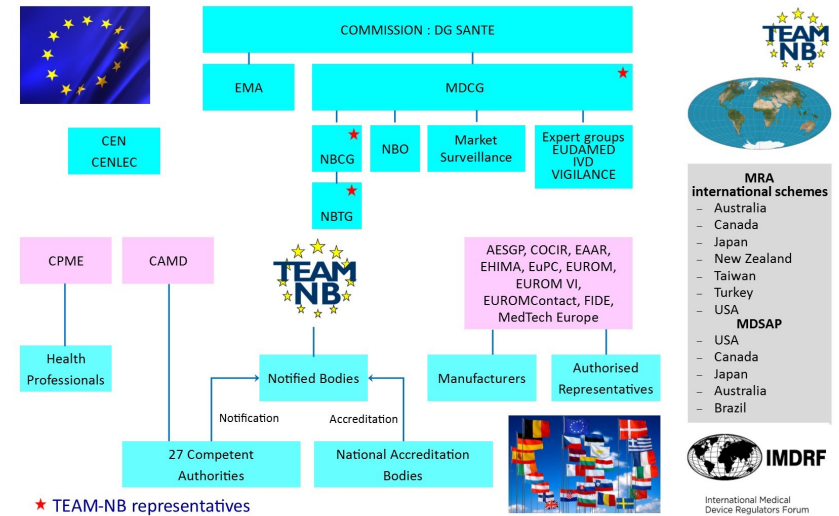 COMMISSION : DG SANTE
TEAM
NB
EMA
MDCG
CEN
CENLEC
NBCG
NBO
Market
Surveillance
Expert groups
EUDAMED
IVD
VIGILANCE
NBTG
MRA
international schemes
– Australia
– Canada
– Japan
– New Zealand
– Taiwan
– Turkey
– USA
MDSAP
– USA
– Canada
– Japan
– Australia
– Brazil
CPME
CAMD
TEAM
NB
AESGP, COCIR, EAAR,
EHIMA, EuPC, EUROM,
EUROM VI,
EUROMContact, FIDE,
MedTech Europe
Health
Professionals
Notified Bodies
Manufacturers
Authorised
Representatives
Notification
Accreditation
27 Competent
Authorities
National Accreditation
Bodies
IMDRF
International Medical
Device Regulators Forum
TEAM-NB representatives